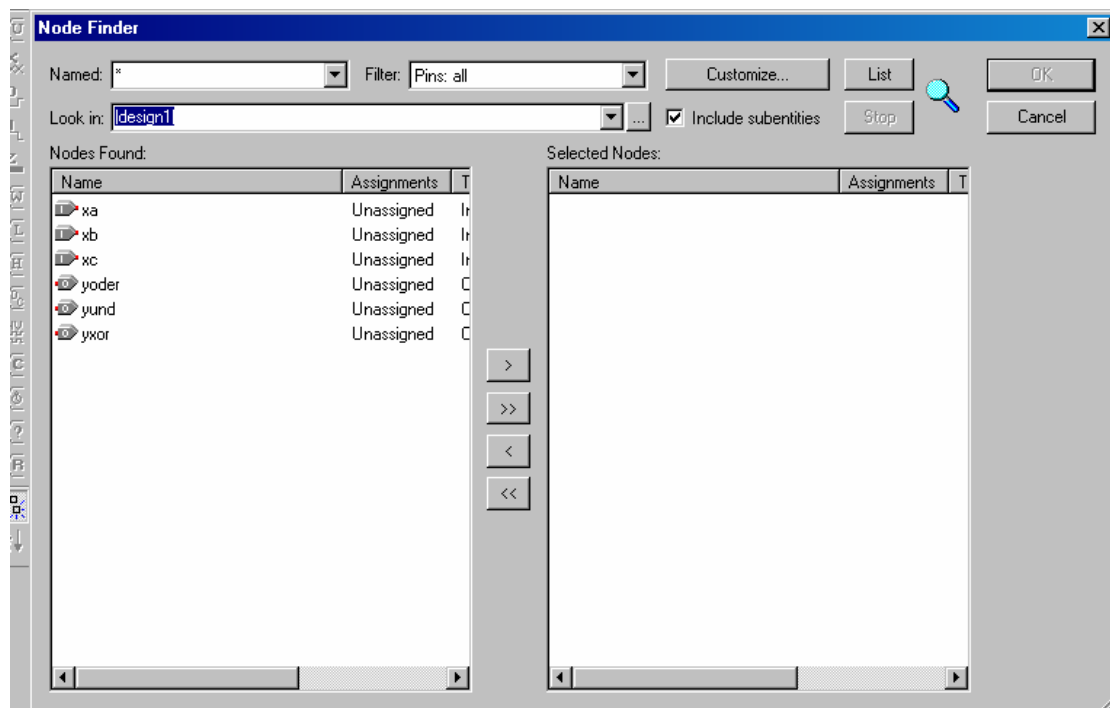 Node Finder
Named: * Filter: Pins: all Customize... List OK
Look in: |design1| ... Include subentities Stop Cancel
Nodes Found: Selected Nodes:
Name Assignments T Name Assignments T
xa Unassigned
xb Unassigned
xc Unassigned
yoder Unassigned
yund Unassigned
yxor Unassigned
>
>>
<
<<